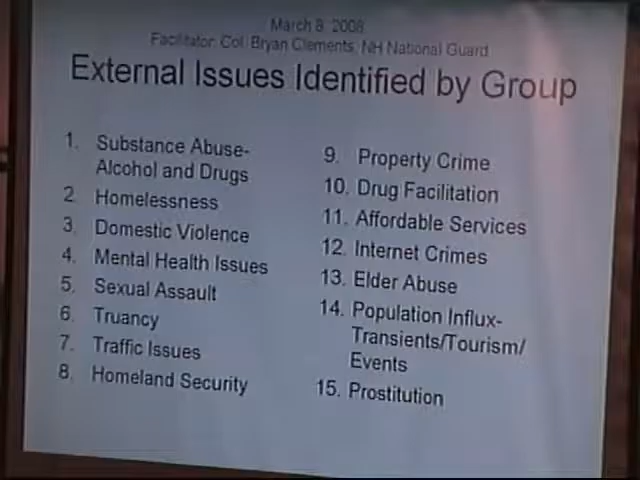 March 8, 2008
Facilitator: Col. Bryan Clements, NH National Guard
External Issues Identified by Group
1. Substance Abuse-
Alcohol and Drugs
2. Homelessness
3. Domestic Violence
4. Mental Health Issues
5. Sexual Assault
6. Truancy
7. Traffic Issues
8. Homeland Security
9. Property Crime
10. Drug Facilitation
11. Affordable Services
12. Internet Crimes
13. Elder Abuse
14. Population Influx-
Transients/Tourism/
Events
15. Prostitution